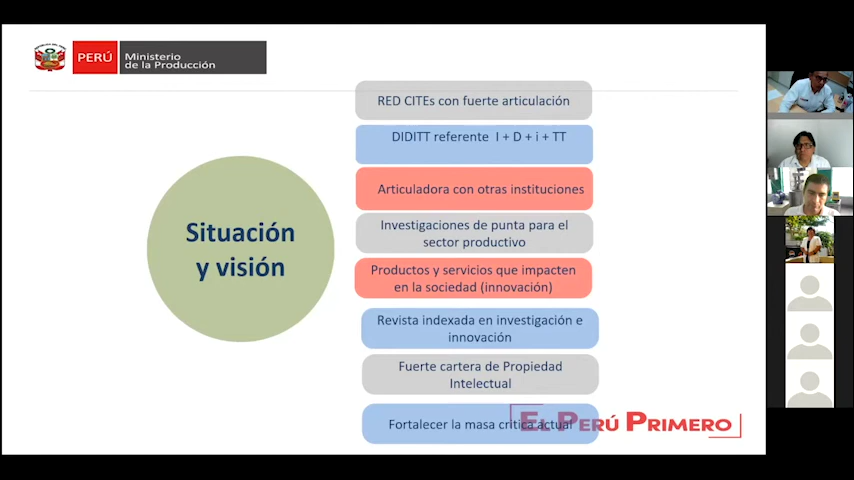 PERÚ
Ministerio
de la Producción
RED CITEs con fuerte articulación
DIDITT referente I + D + i + TT
Articuladora con otras instituciones
Situación
y visión
Investigaciones de punta para el
sector productivo
Productos y servicios que impacten
en la sociedad (innovación)
Revista indexada en investigación e
innovación
Fuerte cartera de Propiedad
Intelectual
Fortalecer la masa critica actual
EL PERÚ PRIMERO